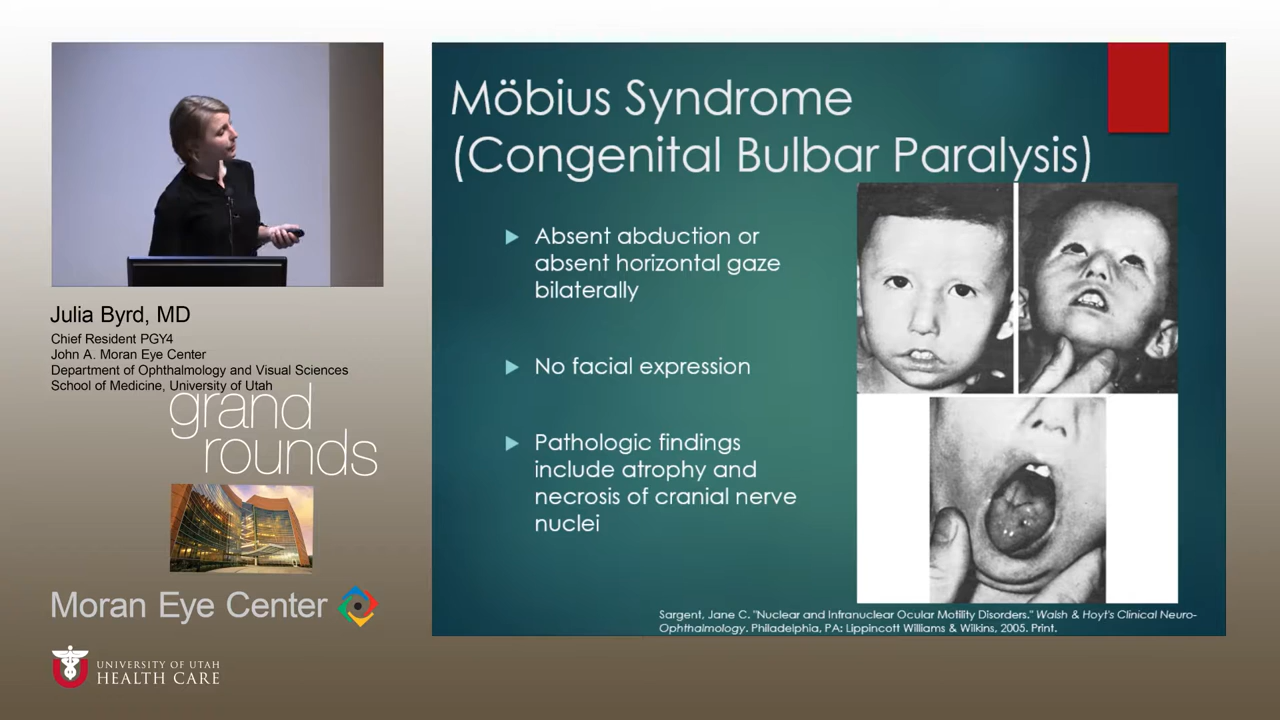 Möbius Syndrome
(Congenital Bulbar Paralysis)
Absent abduction or
absent horizontal gaze
bilaterally
No facial expression
Pathologic findings
include atrophy and
necrosis of cranial nerve
nuclei
Sargent, Jane C. "Nuclear and Infranuclear Ocular Motility Disorders." Walsh & Hoyt's Clinical Neuro-
Ophthalmology. Philadelphia, PA: Lippincott Williams & Wilkins, 2005. Print.
Julia Byrd, MD
Chief Resident PGY4
John A. Moran Eye Center
Department of Ophthalmology and Visual Sciences
School of Medicine, University of Utah
grand
rounds
Moran Eye Center
UNIVERSITY OF UTAH
HEALTH CARE